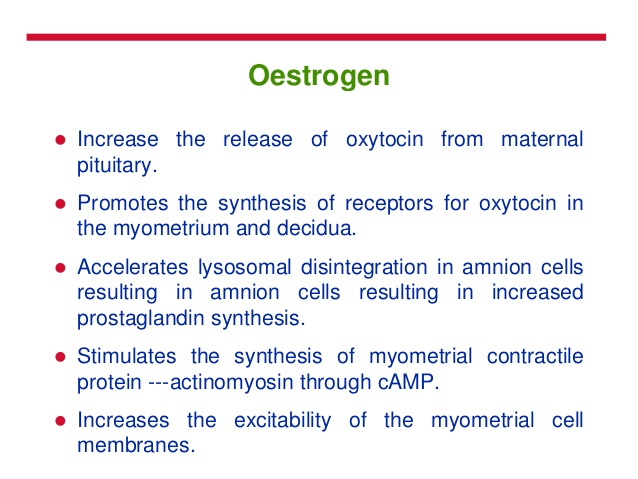 Oestrogen
Increase the release of oxytocin from maternal
pituitary.
Promotes the synthesis of receptors for oxytocin in
the myometrium and decidua.
Accelerates lysosomal disintegration in amnion cells
resulting in amnion cells resulting in increased
prostaglandin synthesis.
Stimulates the synthesis of myometrial contractile
protein ---actinomyosin through cAMP.
Increases the excitability of the myometrial cell
membranes.